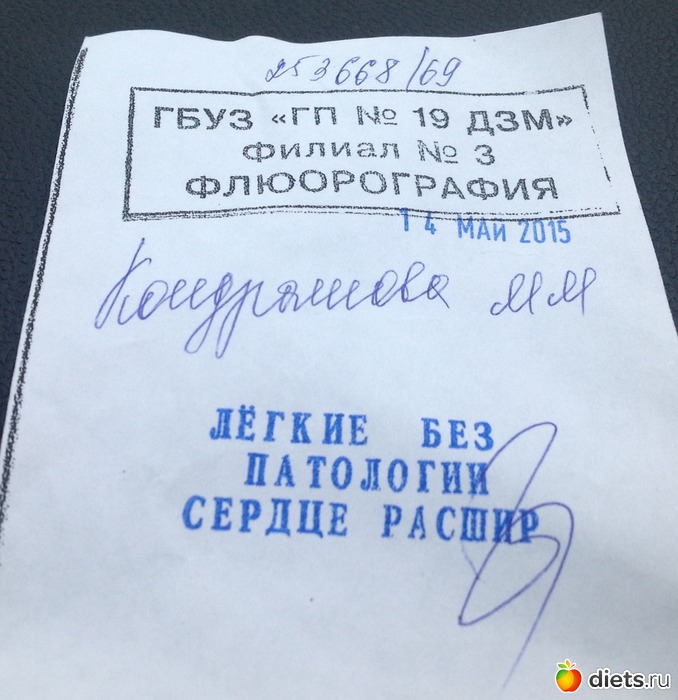 253668/69
ГБУЗ «ГП № 19 ДЗМ»
филиал № 3
ФЛЮОРОГРАФИЯ
14 МАЙ 2015
Кондрашова ММ
ЛЁГКИЕ БЕЗ
ПАТОЛОГИИ
СЕРДЦЕ РАСШИР
diets.ru